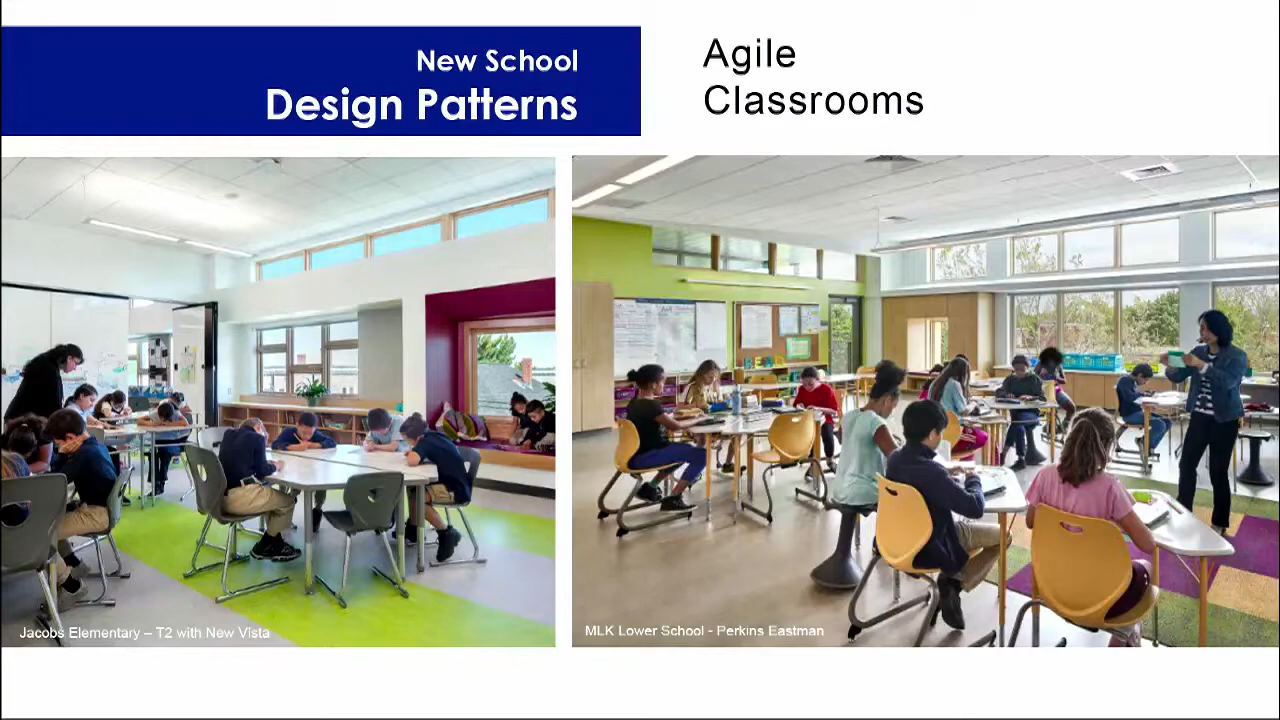 New School
Design Patterns
Agile
Classrooms
Jacobs Elementary – T2 with New Vista
MLK Lower School - Perkins Eastman